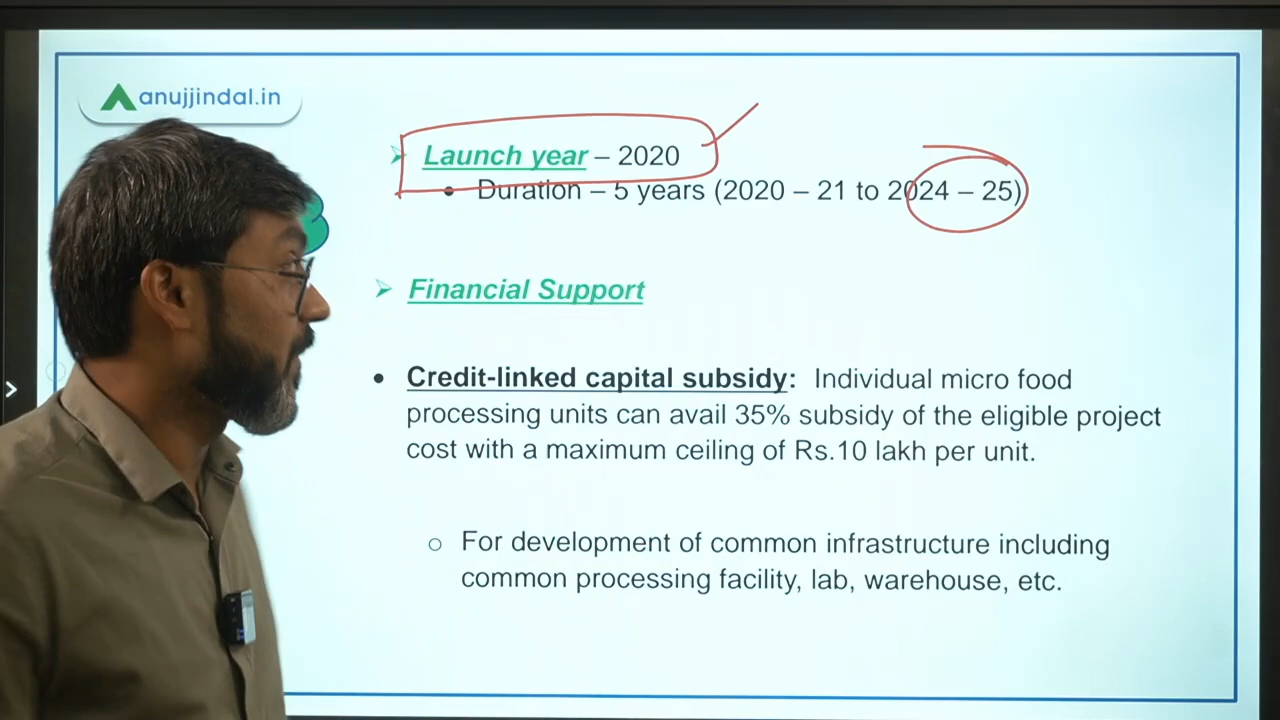 anujjindal.in
Launch year – 2020
Duration – 5 years (2020 – 21 to 2024 – 25)
Financial Support
Credit-linked capital subsidy: Individual micro food
processing units can avail 35% subsidy of the eligible project
cost with a maximum ceiling of Rs.10 lakh per unit.
For development of common infrastructure including
common processing facility, lab, warehouse, etc.